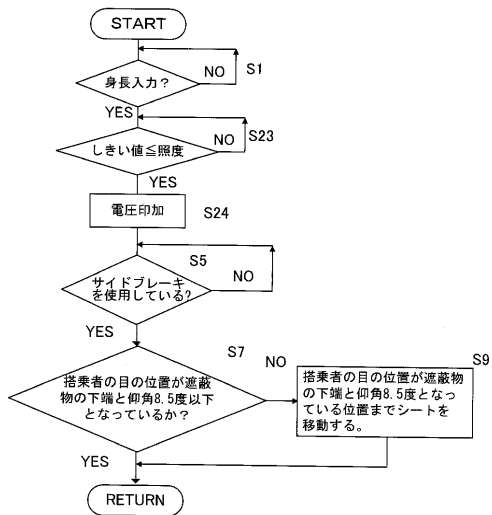 START
身長入力?
NO
S1
YES
しきい値≦照度
NO
S23
YES
電圧印加
S24
S5
サイドブレーキ
を使用している?
NO
YES
S7
搭乗者の目の位置が遮蔽
物の下端と仰角8.5度以下
となっているか?
NO
S9
搭乗者の目の位置が遮蔽物
の下端と仰角8.5度となっ
ている位置までシートを
移動する。
YES
RETURN